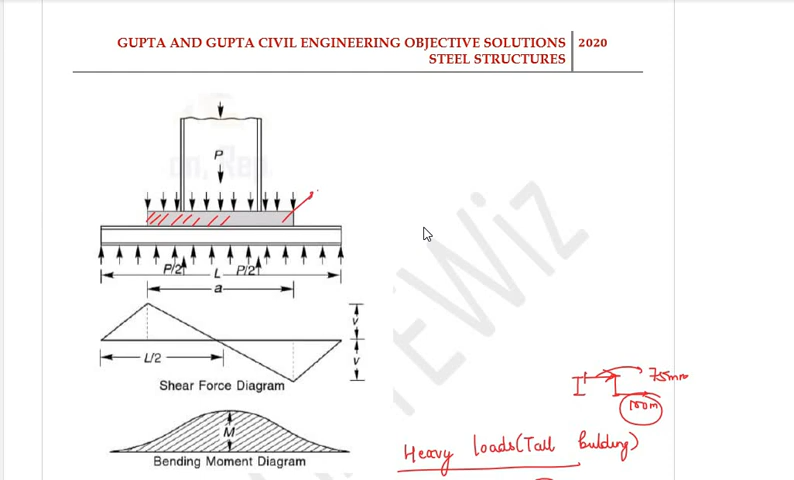 GUPTA AND GUPTA CIVIL ENGINEERING OBJECTIVE SOLUTIONS 2020
STEEL STRUCTURES
P
P/2 L P/2
a
V
L/2
V
Shear Force Diagram
75mm
M
Heavy loads (Tall building)
Bending Moment Diagram